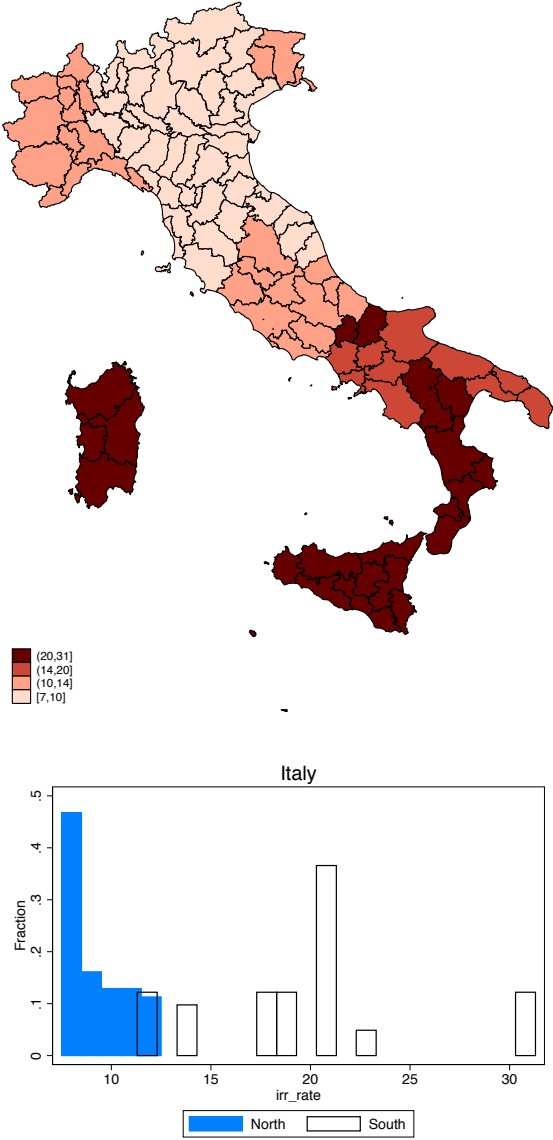 (20,31]
(14,20]
(10,14]
[7,10]
Italy
.5
.4
.3
.2
.1
0
Fraction
10 15 20 25 30
irr_rate
North South